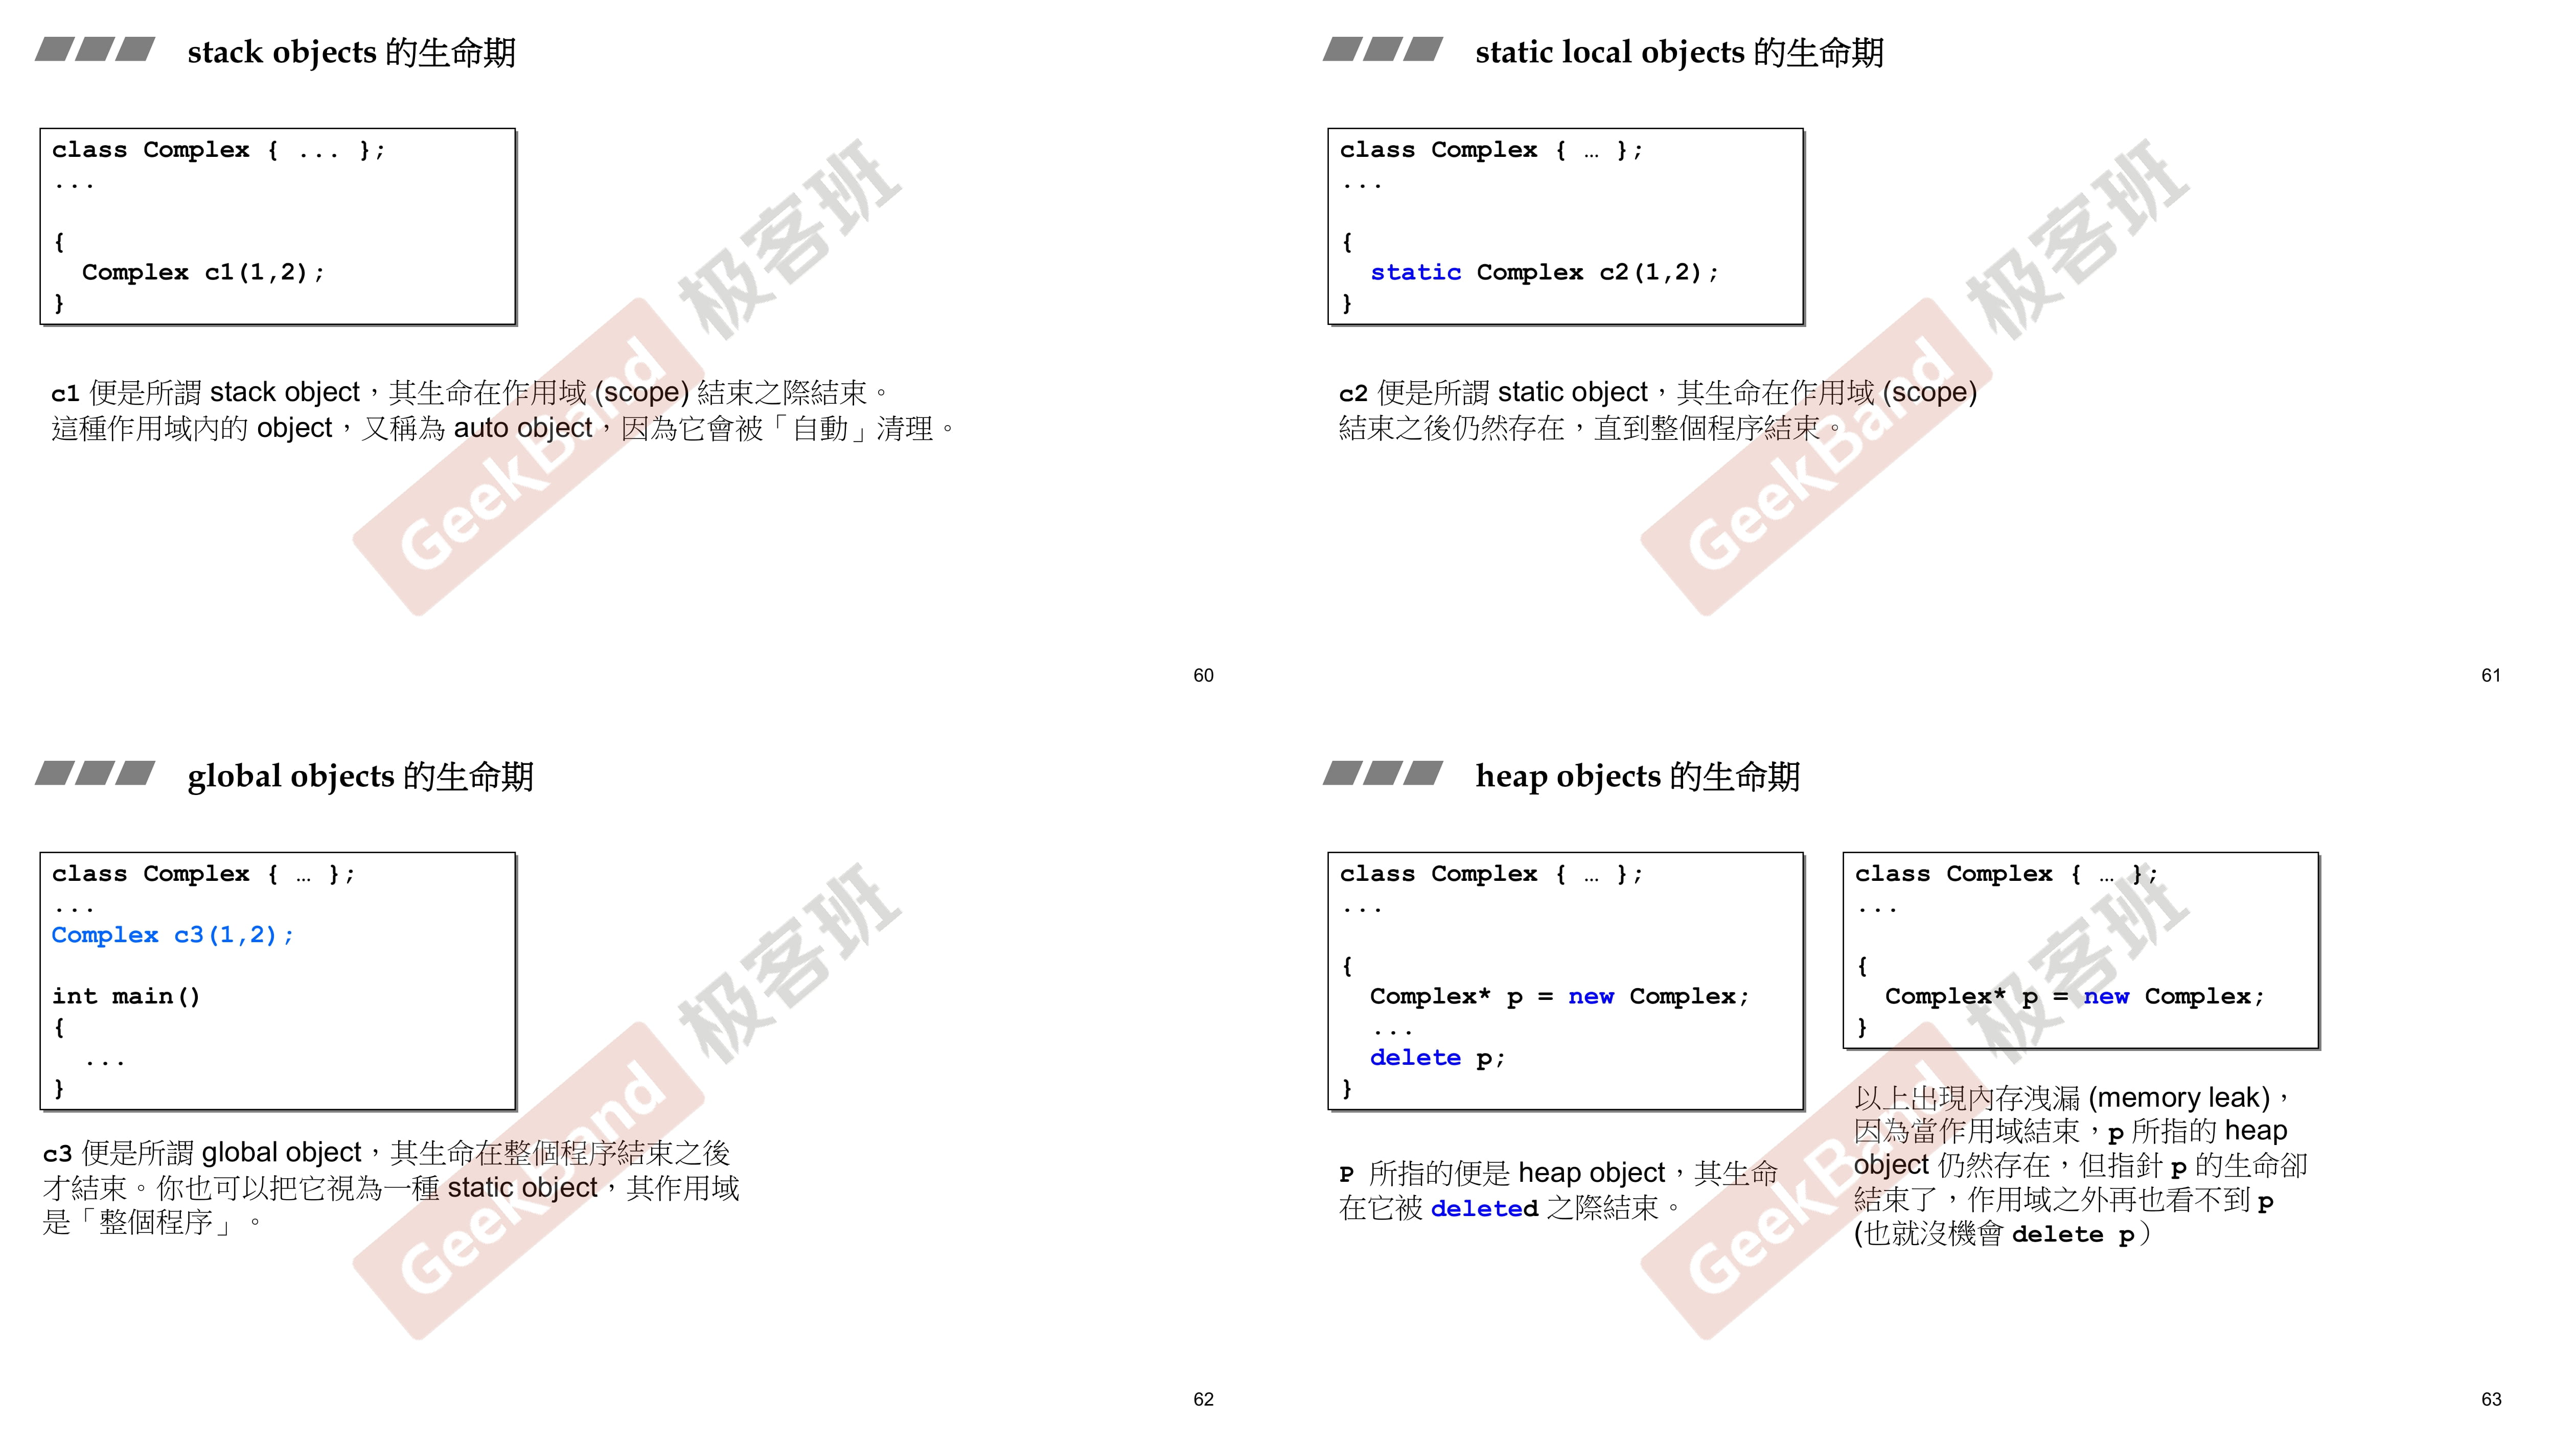 stack objects 的生命期
class Complex { ... };
...
{
Complex c1(1,2);
}
c1 便是所謂 stack object，其生命在作用域 (scope) 結束之際結束。
這種作用域內的 object，又稱為 auto object，因為它會被「自動」清理。
GeekBand 极客班
60
static local objects 的生命期
class Complex { … };
...
{
static Complex c2(1,2);
}
c2 便是所謂 static object，其生命在作用域 (scope)
結束之後仍然存在，直到整個程序結束。
GeekBand 极客班
61
global objects 的生命期
class Complex { … };
...
Complex c3(1,2);
int main()
{
...
}
c3 便是所謂 global object，其生命在整個程序結束之後
才結束。你也可以把它視為一種 static object，其作用域
是「整個程序」。
GeekBand 极客班
62
heap objects 的生命期
class Complex { … };
...
{
Complex* p = new Complex;
...
delete p;
}
P 所指的便是 heap object，其生命
在它被 deleted 之際結束。
class Complex { … };
...
{
Complex* p = new Complex;
}
以上出現內存洩漏 (memory leak)，
因為當作用域結束，p 所指的 heap
object 仍然存在，但指針 p 的生命卻
結束了，作用域之外再也看不到 p
(也就沒機會 delete p）
GeekBand 极客班
63